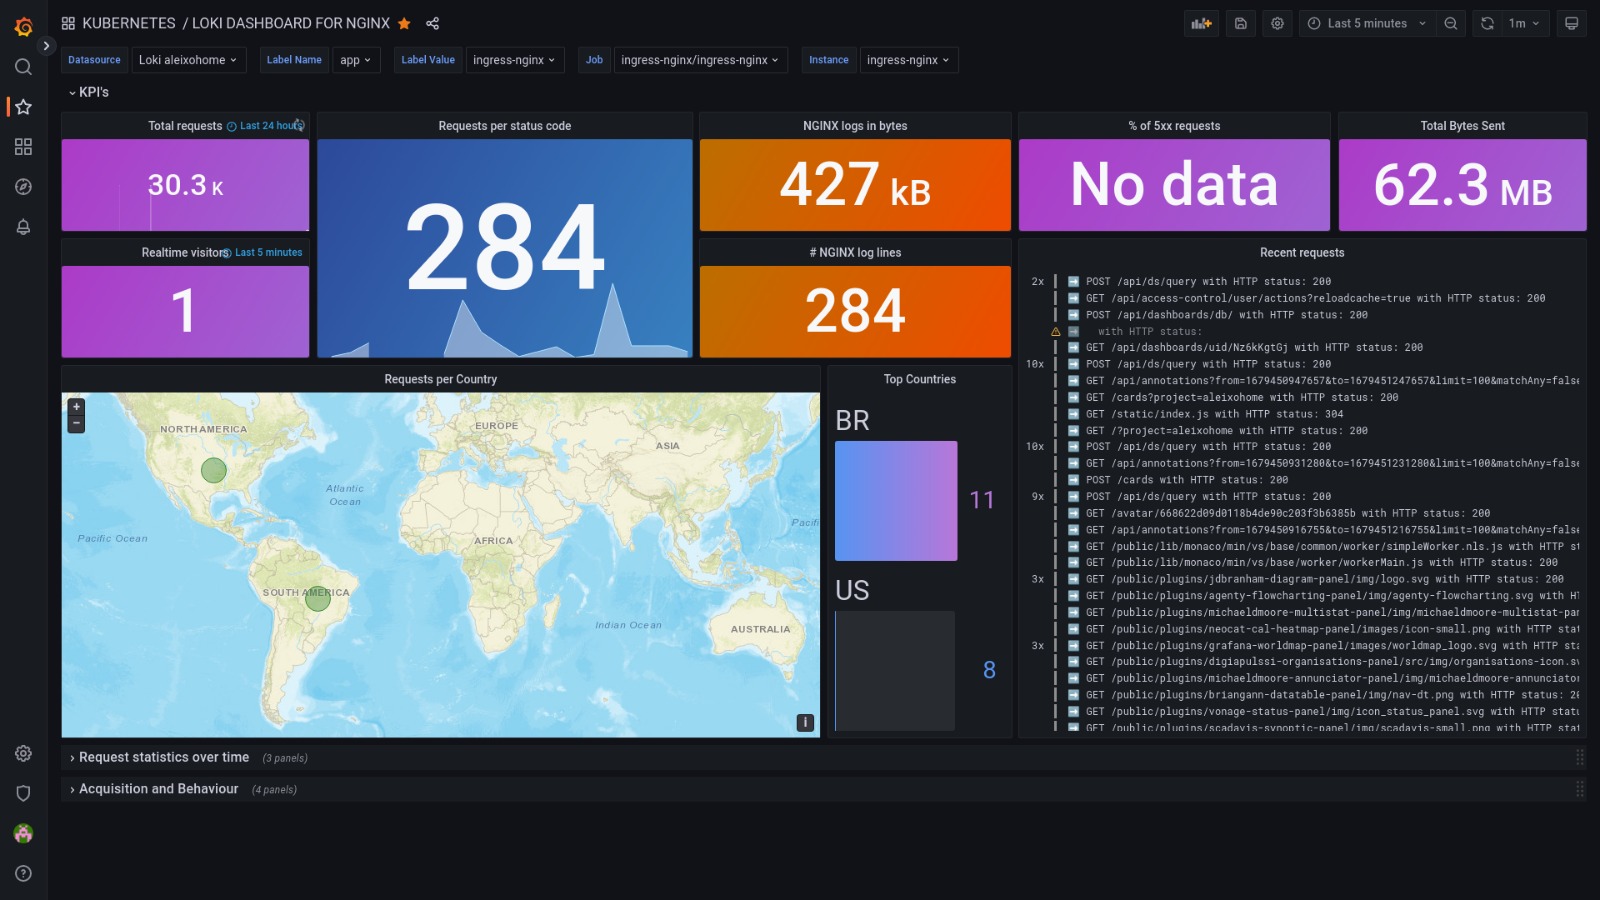 KUBERNETES / LOKI DASHBOARD FOR NGINX
Last 5 minutes
1m
Datasource Loki aleixohome Label Name app Label Value ingress-nginx Job ingress-nginx/ingress-nginx Instance ingress-nginx
KPI's
Total requests Last 24 hours
30.3 K
Requests per status code
284
NGINX logs in bytes
427 kB
% of 5xx requests
No data
Total Bytes Sent
62.3 MB
Realtime visitors Last 5 minutes
1
# NGINX log lines
284
Recent requests
2x POST /api/ds/query with HTTP status: 200
GET /api/access-control/user/actions?reloadcache=true with HTTP status: 200
POST /api/dashboards/db/ with HTTP status: 200
with HTTP status:
GET /api/dashboards/uid/Nz6kKgtGj with HTTP status: 200
10x POST /api/ds/query with HTTP status: 200
GET /api/annotations?from=1679450947657&to=1679451247657&limit=100&matchAny=false
GET /cards?project=aleixohome with HTTP status: 200
GET /static/index.js with HTTP status: 304
GET /?project=aleixohome with HTTP status: 200
10x POST /api/ds/query with HTTP status: 200
GET /api/annotations?from=1679450931280&to=1679451231280&limit=100&matchAny=false
POST /cards with HTTP status: 200
9x POST /api/ds/query with HTTP status: 200
GET /avatar/668622d09d0118b4de90c203f3b6385b with HTTP status: 200
GET /api/annotations?from=1679450916755&to=1679451216755&limit=100&matchAny=false
GET /public/lib/monaco/min/vs/base/common/worker/simpleWorker.nls.js with HTTP st
GET /public/lib/monaco/min/vs/base/worker/workerMain.js with HTTP status: 200
3x GET /public/plugins/jdbranham-diagram-panel/img/logo.svg with HTTP status: 200
GET /public/plugins/agenty-flowcharting-panel/img/agenty-flowcharting.svg with HT
GET /public/plugins/michaeldmoore-multistat-panel/img/michaeldmoore-multistat-pan
GET /public/plugins/neocat-cal-heatmap-panel/images/icon-small.png with HTTP stat
3x GET /public/plugins/grafana-worldmap-panel/images/worldmap_logo.svg with HTTP sta
GET /public/plugins/digiapulssi-organisations-panel/src/img/organisations-icon.sv
GET /public/plugins/michaeldmoore-annunciator-panel/img/michaeldmoore-annunciator
GET /public/plugins/briangann-datatable-panel/img/nav-dt.png with HTTP status: 20
GET /public/plugins/vonage-status-panel/img/icon_status_panel.svg with HTTP statu
GET /public/plugins/scadavis-synoptic-panel/img/scadavis-small.png with HTTP stat
Requests per Country
+
−
NORTH AMERICA
EUROPE
ASIA
Atlantic
Ocean
Pacific Ocean
Pacifi
AFRICA
SOUTH AMERICA
Indian Ocean
AUSTRALIA
i
Top Countries
BR
11
US
8
Request statistics over time (3 panels)
Acquisition and Behaviour (4 panels)